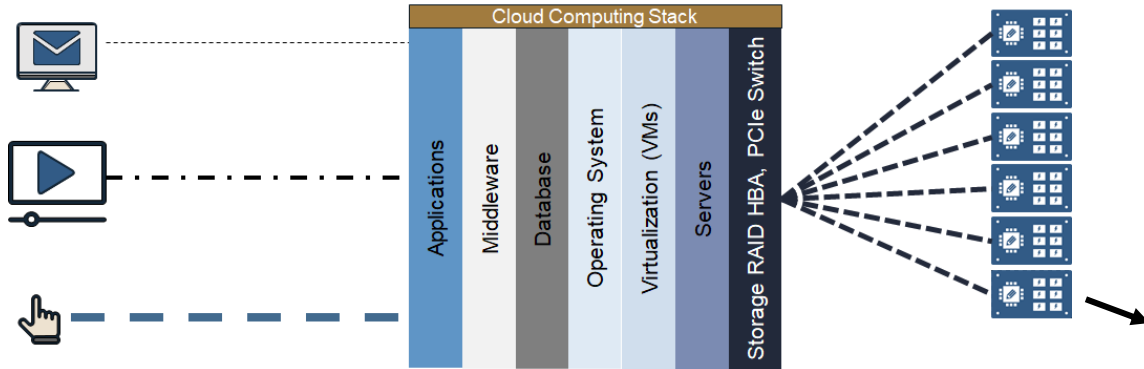 Cloud Computing Stack
Applications
Middleware
Database
Operating System
Virtualization (VMs)
Servers
Storage RAID HBA, PCIe Switch